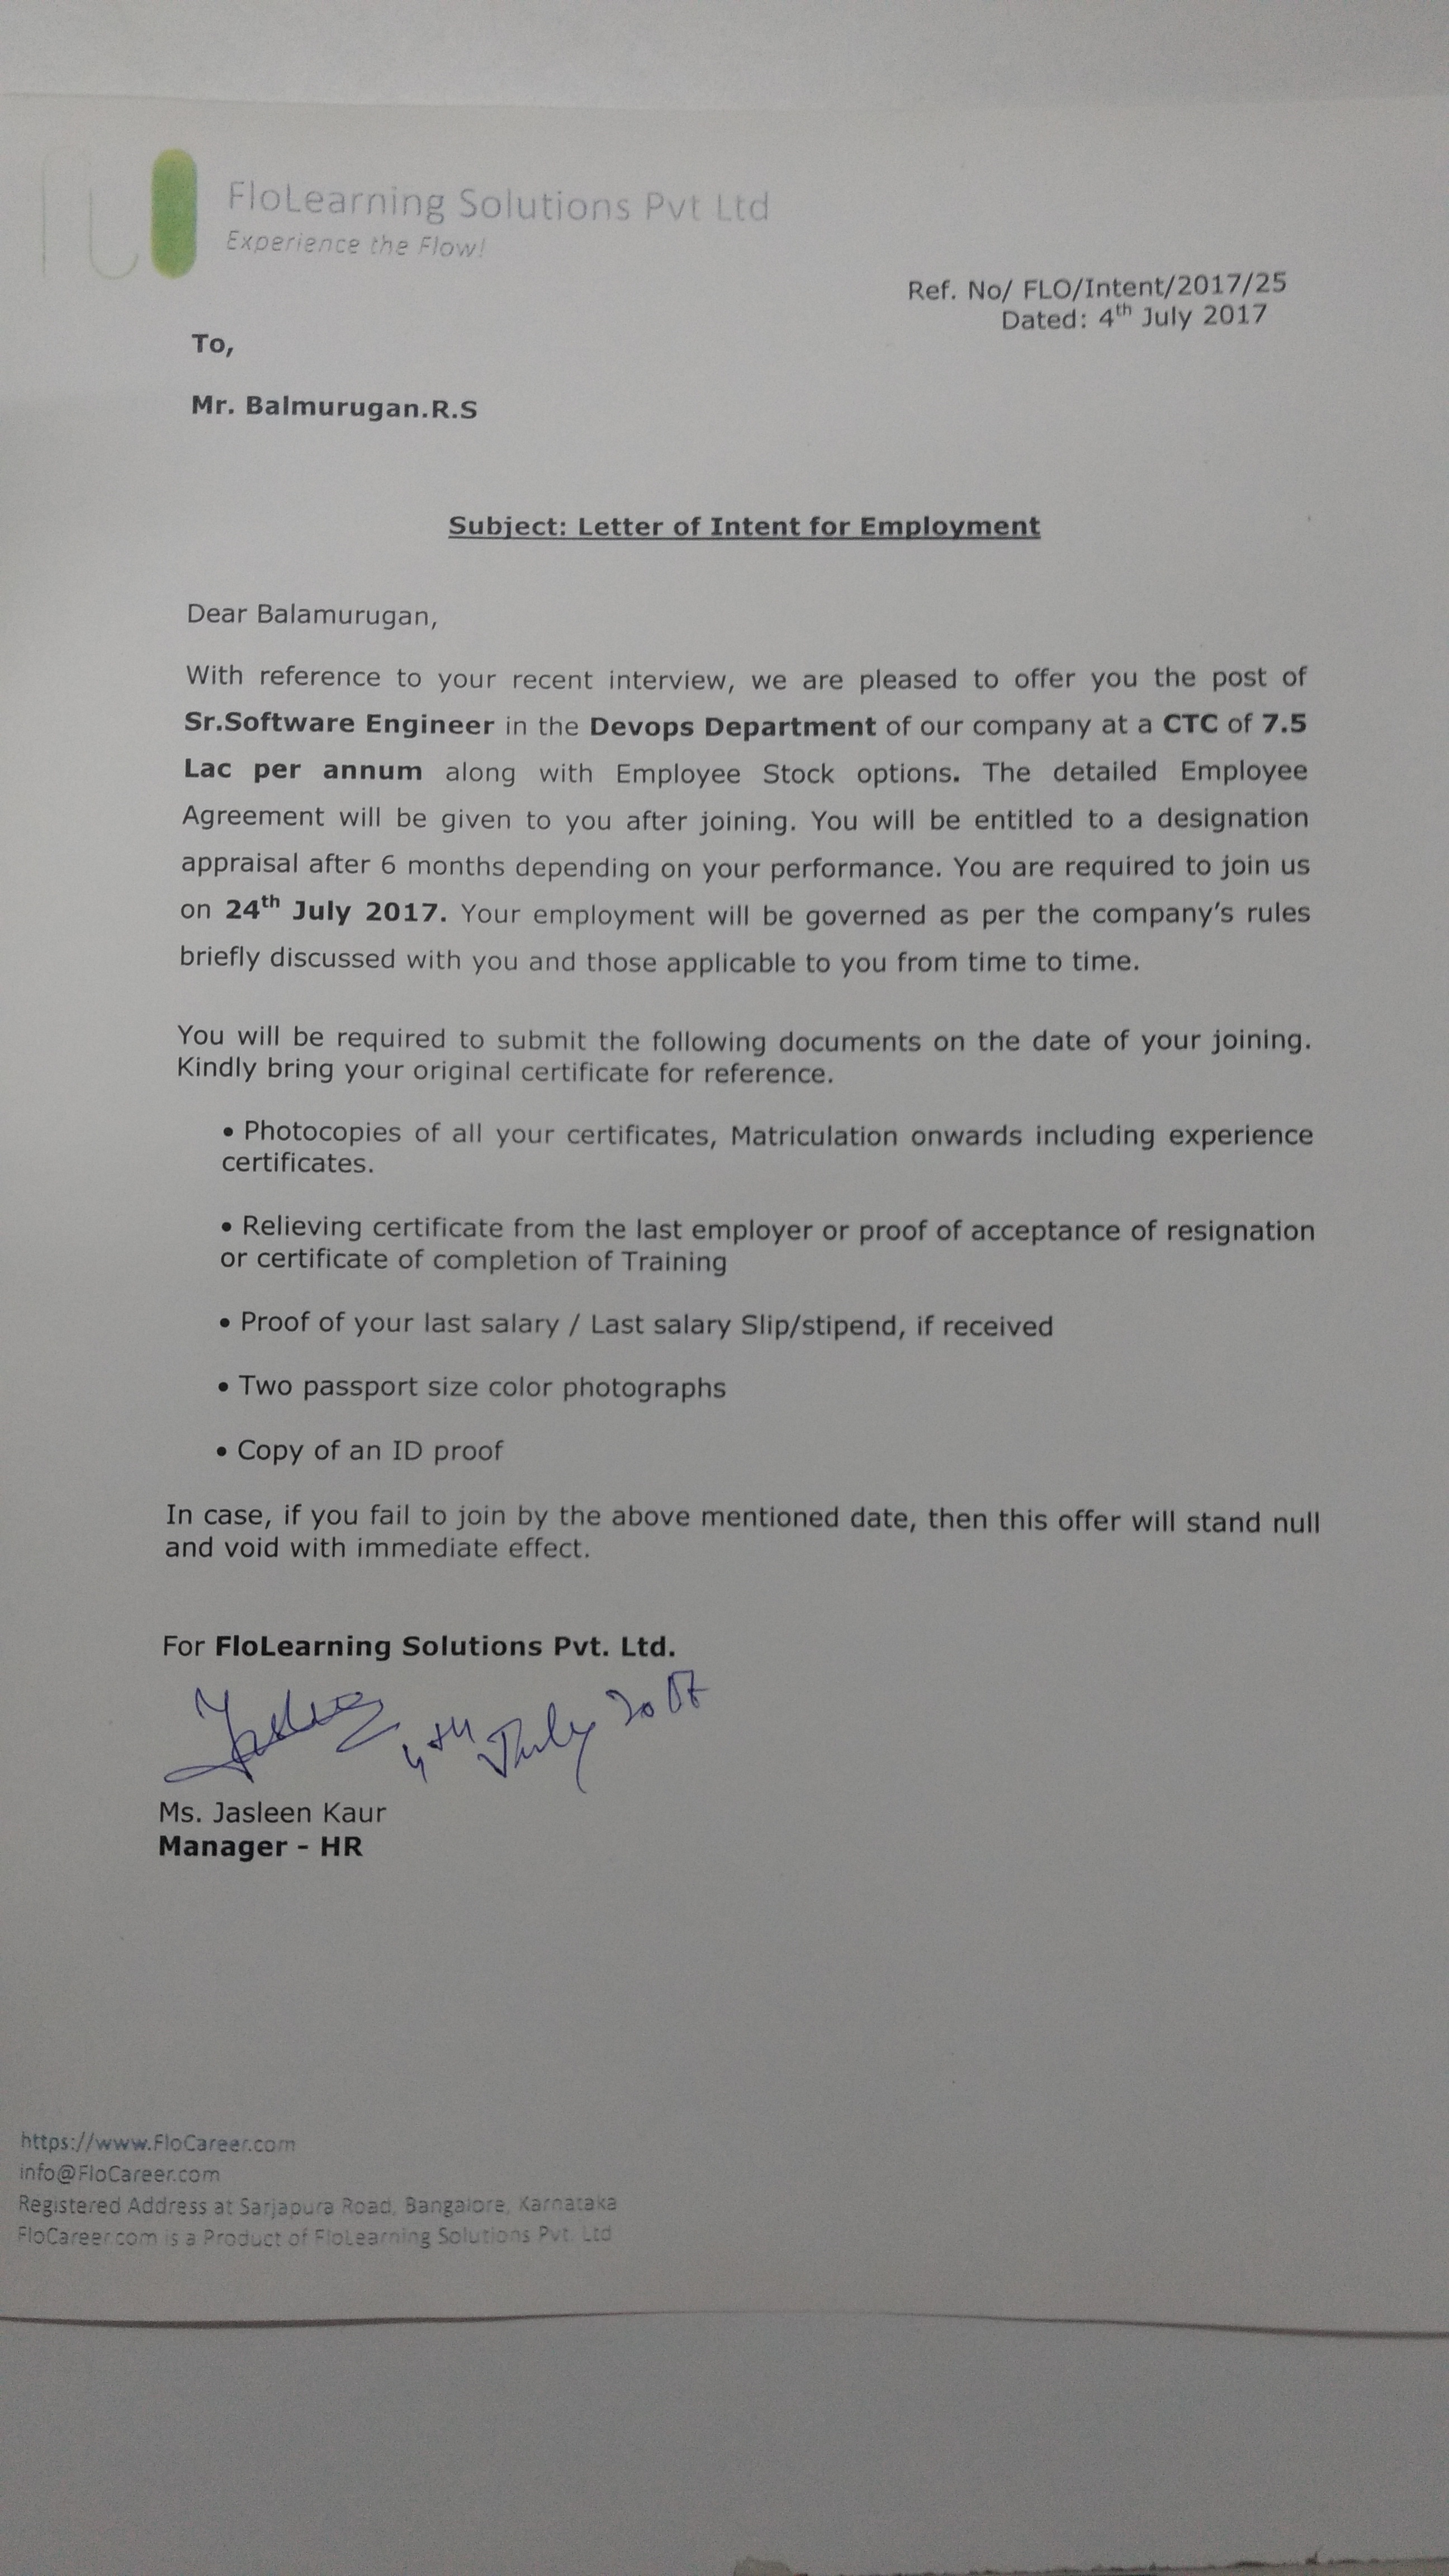 FloLearning Solutions Pvt Ltd
Experience the Flow!
Ref. No/ FLO/Intent/2017/25
Dated: 4th July 2017
To,
Mr. Balmurugan.R.S
Subject: Letter of Intent for Employment
Dear Balamurugan,
With reference to your recent interview, we are pleased to offer you the post of
Sr.Software Engineer in the Devops Department of our company at a CTC of 7.5
Lac per annum along with Employee Stock options. The detailed Employee
Agreement will be given to you after joining. You will be entitled to a designation
appraisal after 6 months depending on your performance. You are required to join us
on 24th July 2017. Your employment will be governed as per the company's rules
briefly discussed with you and those applicable to you from time to time.
You will be required to submit the following documents on the date of your joining.
Kindly bring your original certificate for reference.
• Photocopies of all your certificates, Matriculation onwards including experience
certificates.
• Relieving certificate from the last employer or proof of acceptance of resignation
or certificate of completion of Training
• Proof of your last salary / Last salary Slip/stipend, if received
• Two passport size color photographs
• Copy of an ID proof
In case, if you fail to join by the above mentioned date, then this offer will stand null
and void with immediate effect.
For FloLearning Solutions Pvt. Ltd.
4th July 2017
Ms. Jasleen Kaur
Manager - HR
https://www.FloCareer.com
info@FloCareer.com
Registered Address at Sarjapura Road, Bangalore, Karnataka
FloCareer.com is a Product of FloLearning Solutions Pvt. Ltd